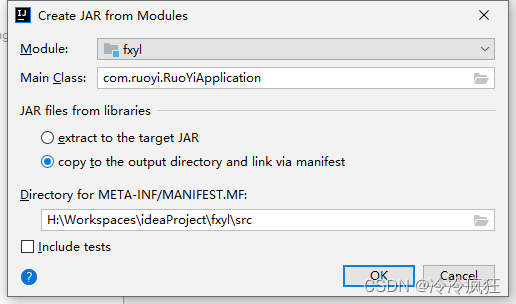 Create JAR from Modules
Module: fxyl
Main Class: com.ruoyi.RuoYiApplication
JAR files from libraries
extract to the target JAR
copy to the output directory and link via manifest
Directory for META-INF/MANIFEST.MF:
H:\Workspaces\ideaProject\fxyl\src
Include tests
? OK Cancel
CSDN @冷冷疯狂